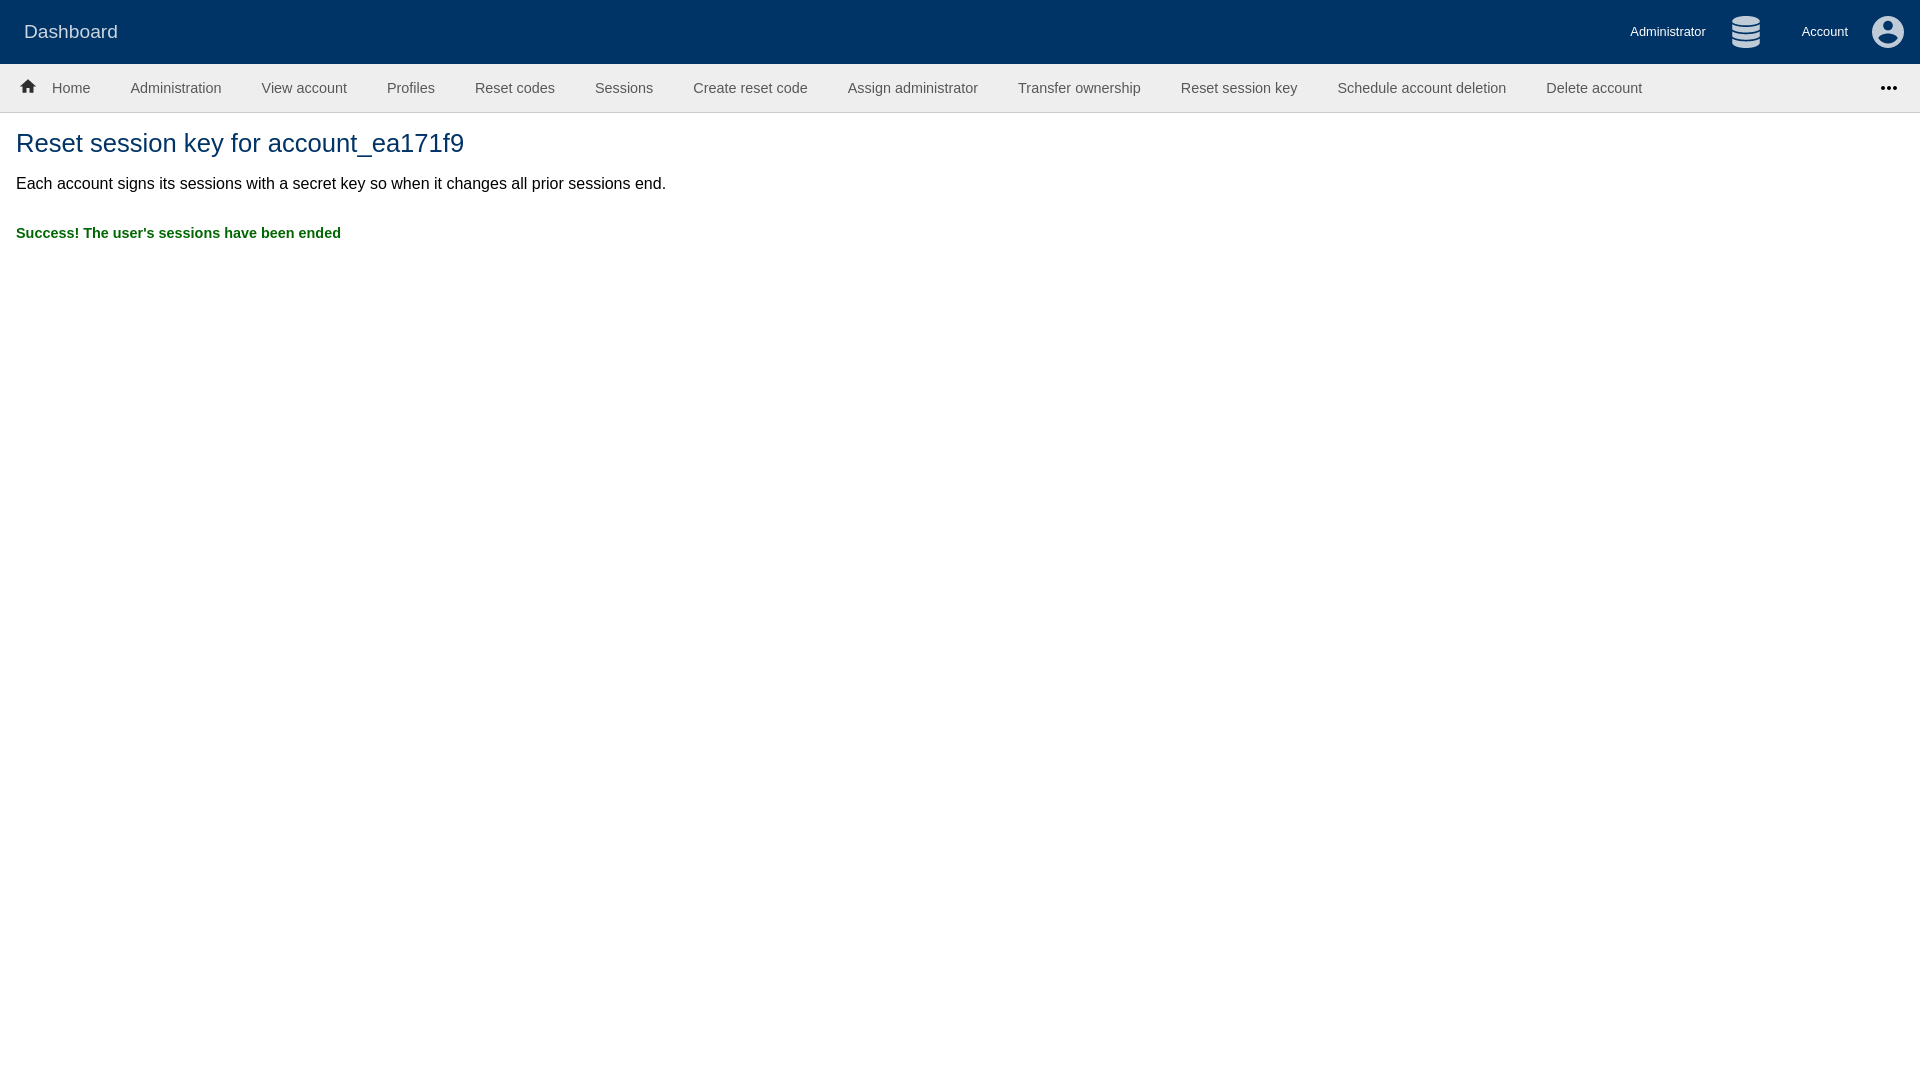 Dashboard
Administrator
Account
Home
Administration
View account
Profiles
Reset codes
Sessions
Create reset code
Assign administrator
Transfer ownership
Reset session key
Schedule account deletion
Delete account
Reset session key for account_ea171f9
Each account signs its sessions with a secret key so when it changes all prior sessions end.
Success! The user's sessions have been ended